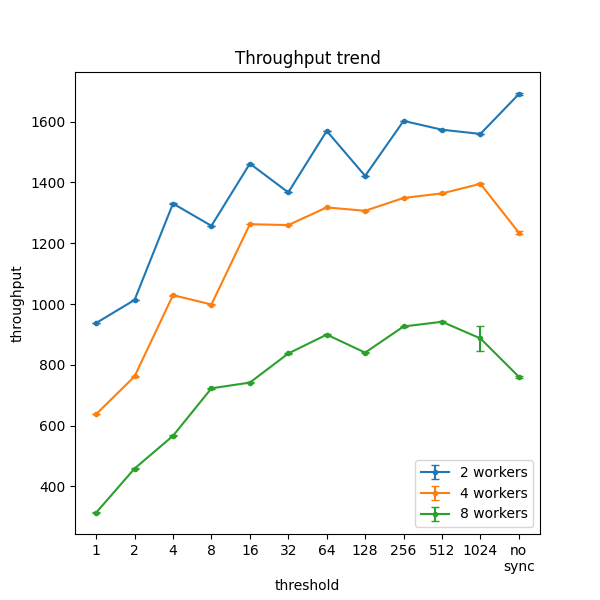 Throughput trend
throughput
1600
1400
1200
1000
800
600
400
1 2 4 8 16 32 64 128 256 512 1024 no
sync
threshold
2 workers
4 workers
8 workers